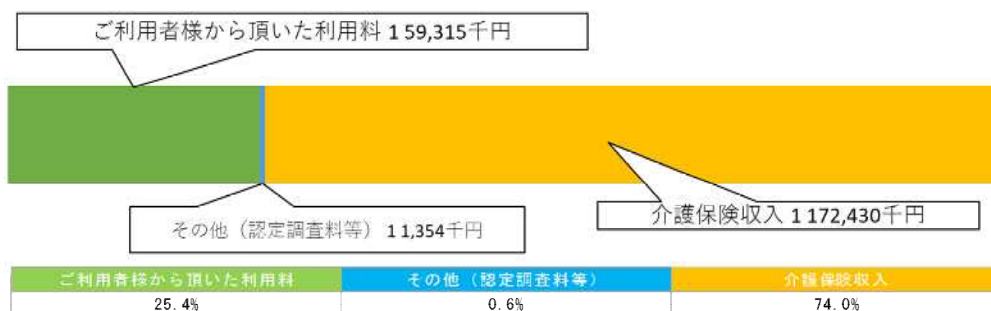 ご利用者様から頂いた利用料 1 59,315千円
その他（認定調査料等） 1 1,354千円
介護保険収入 1 172,430千円
ご利用者様から頂いた利用料 その他（認定調査料等） 介護保険収入
25.4% 0.6% 74.0%